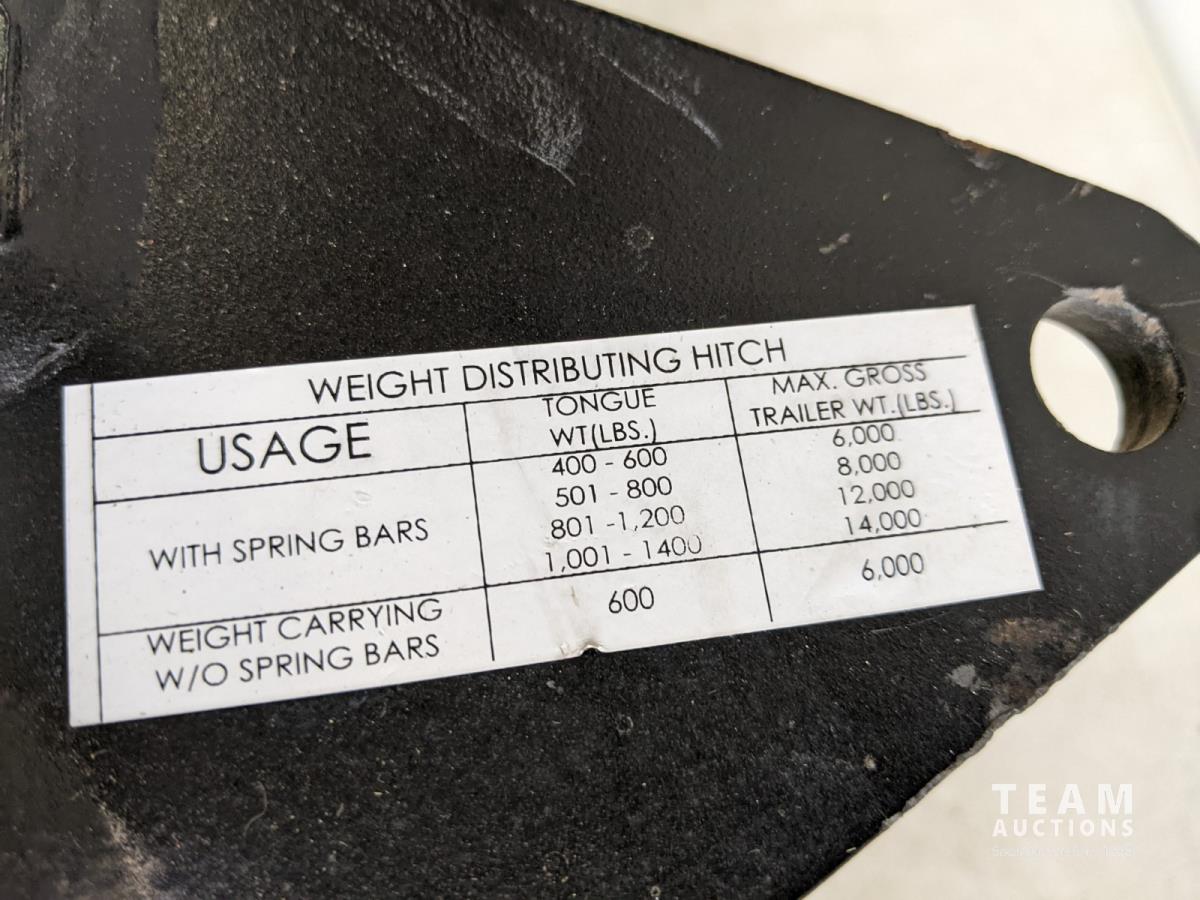 WEIGHT DISTRIBUTING HITCH
USAGE
TONGUE
WT(LBS.)
MAX. GROSS
TRAILER WT.(LBS.)
WITH SPRING BARS
400 - 600
6,000
501 - 800
8,000
801 -1,200
12,000
1,001 - 1400
14,000
WEIGHT CARRYING
W/O SPRING BARS
600
6,000
TEAM
AUCTIONS